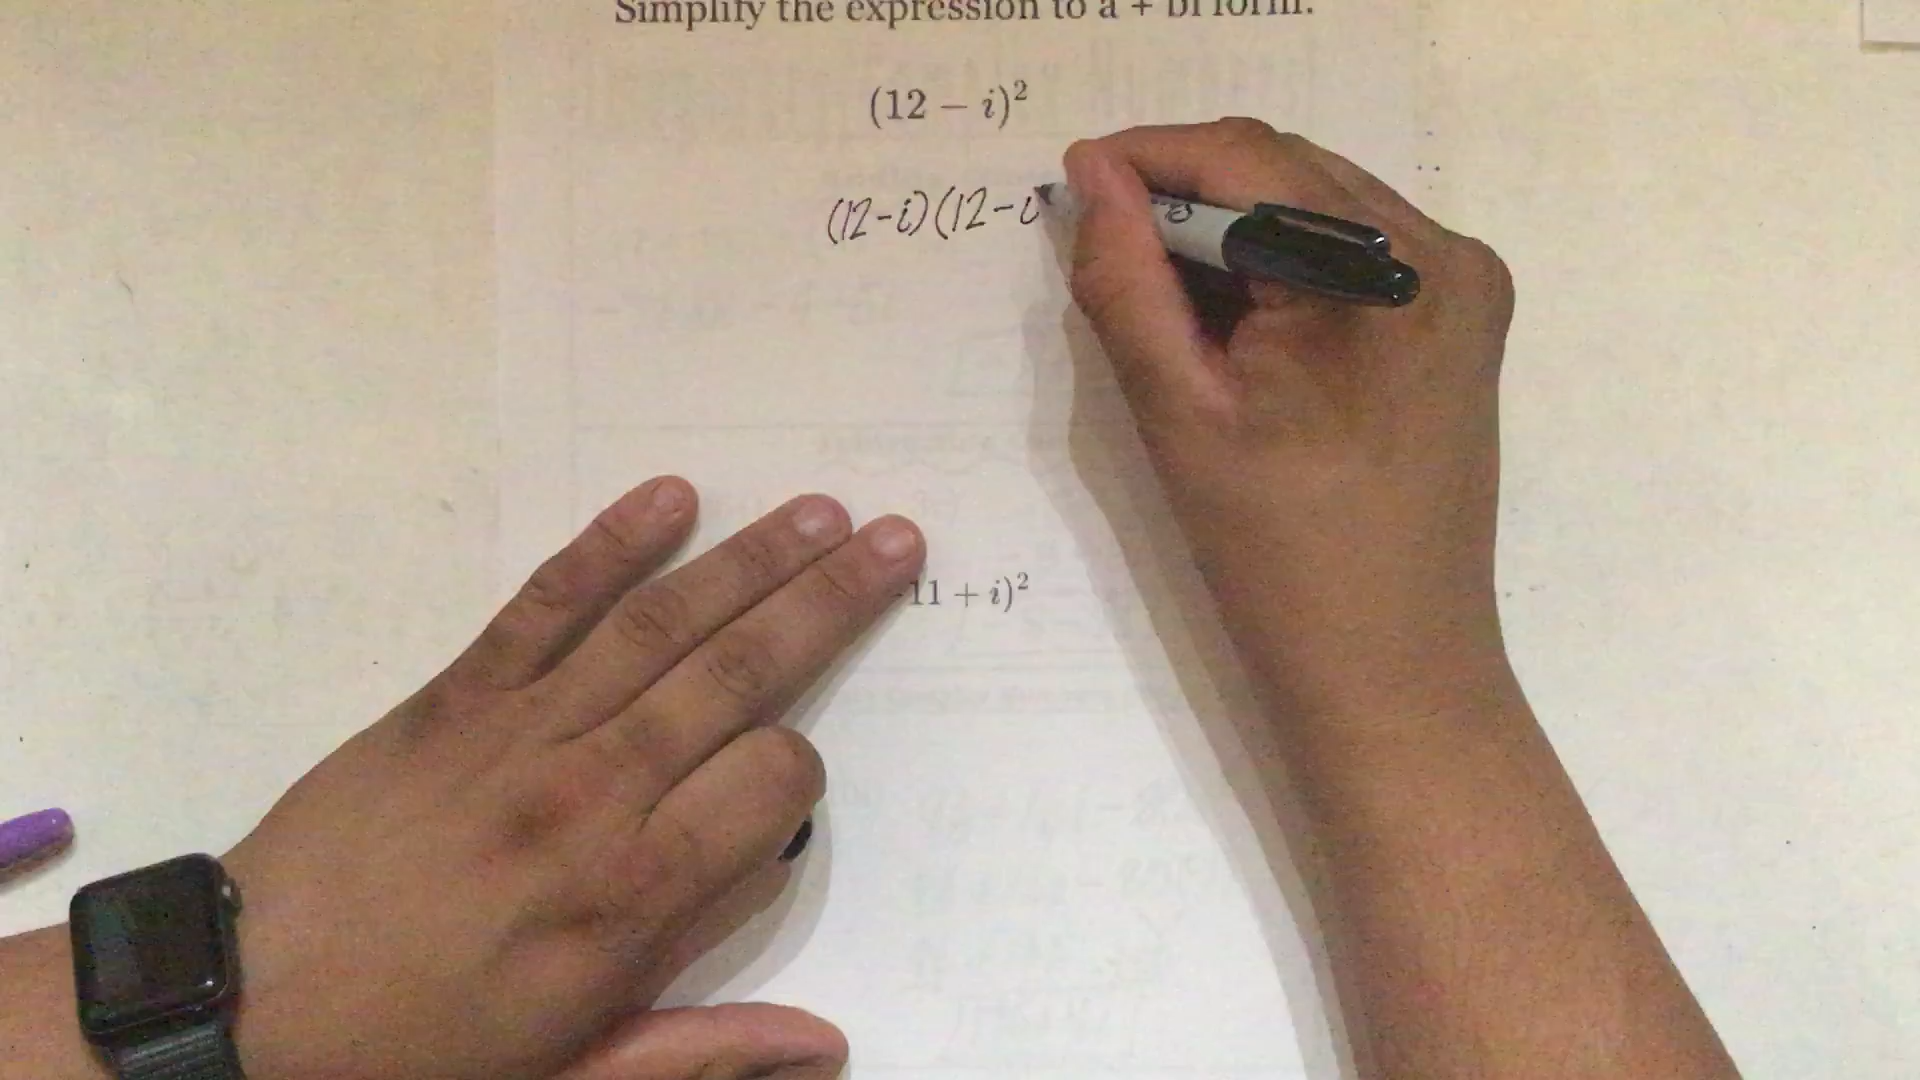 Simplify the expression to a + bi form.
(12 − i)²
(12-i)(12-i
11 + i)²